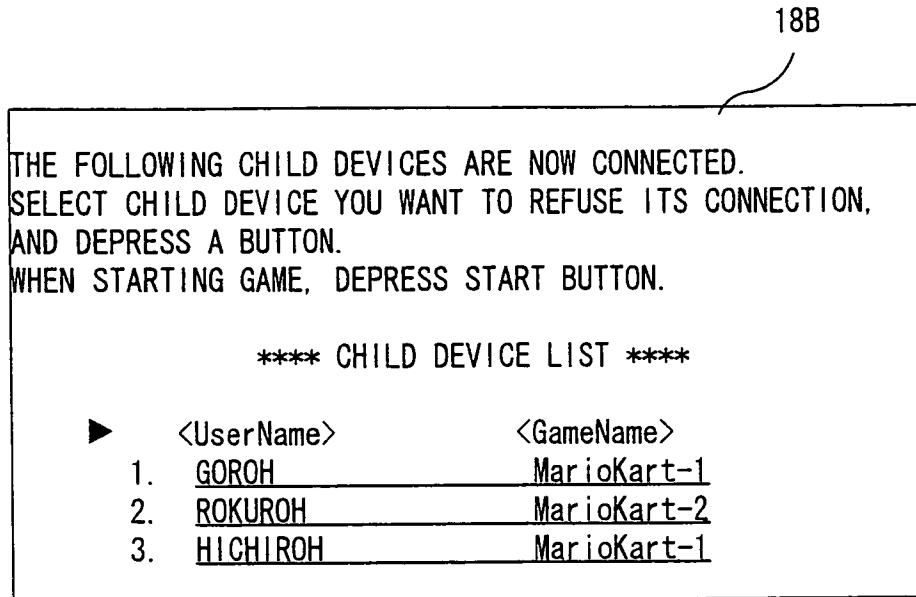 18B
THE FOLLOWING CHILD DEVICES ARE NOW CONNECTED.
SELECT CHILD DEVICE YOU WANT TO REFUSE ITS CONNECTION,
AND DEPRESS A BUTTON.
WHEN STARTING GAME, DEPRESS START BUTTON.
**** CHILD DEVICE LIST ****
▶ <UserName> <GameName>
1. GOROH MarioKart-1
2. ROKUROH MarioKart-2
3. HICHIROH MarioKart-1